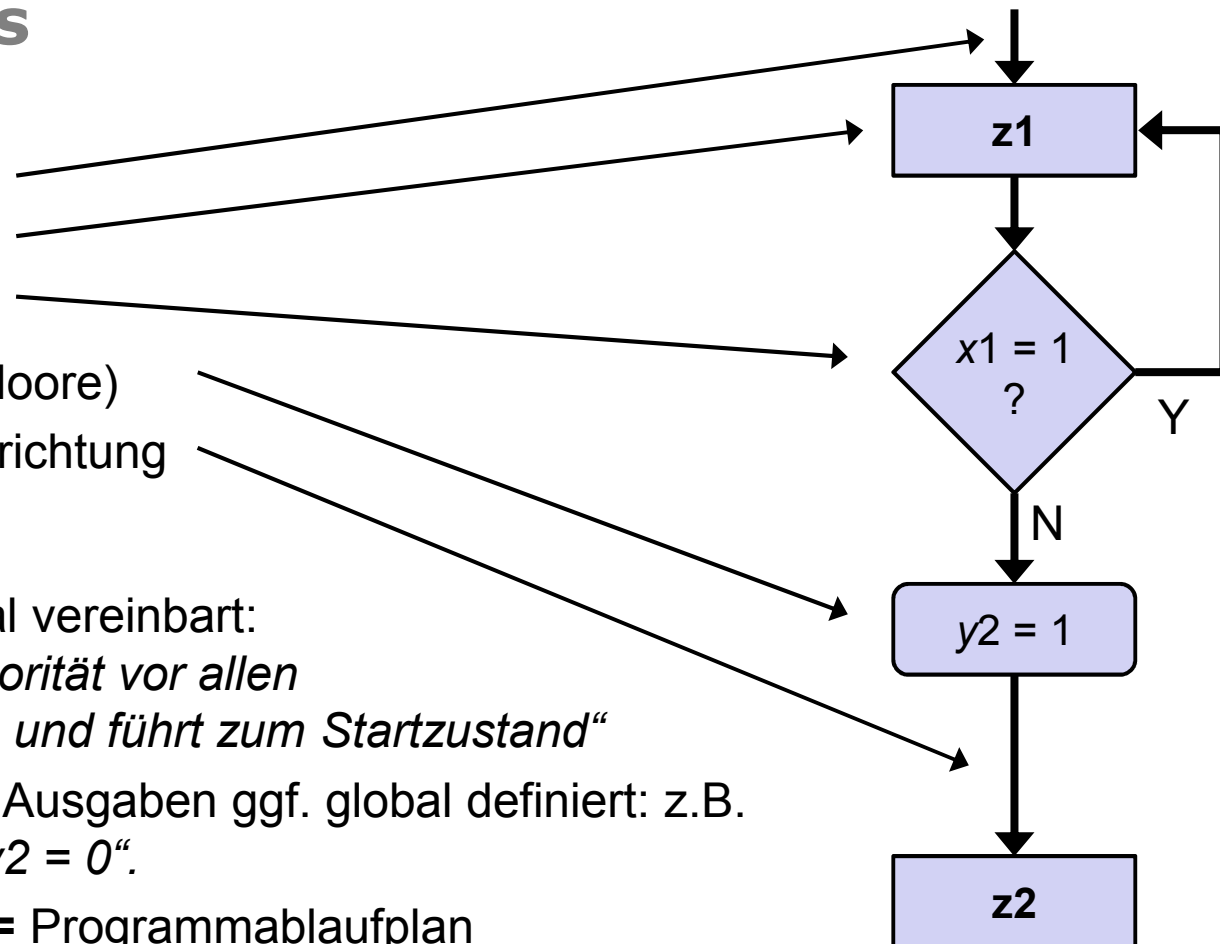 s
loore)
richtung
al vereinbart:
orität vor allen
und führt zum Startzustand“
Ausgaben ggf. global definiert: z.B.
y2 = 0“.
= Programmablaufplan
z1
x1 = 1
?
Y
N
y2 = 1
z2